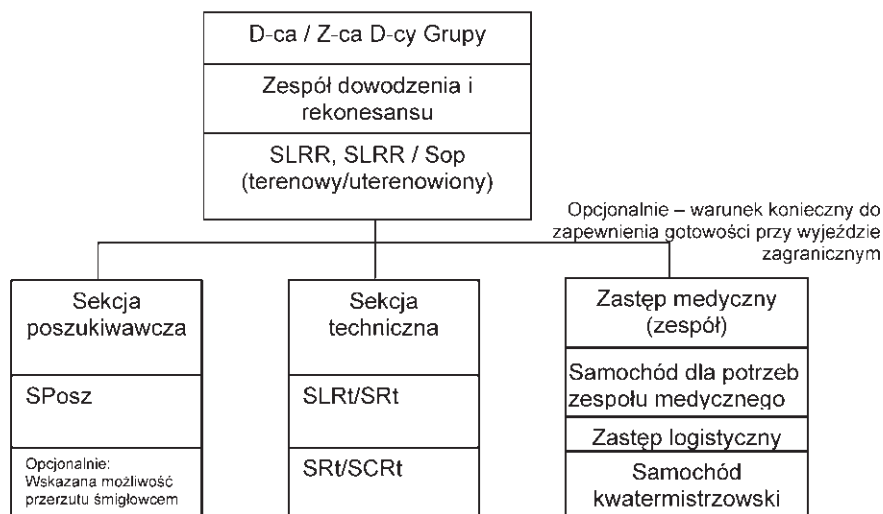 D-ca / Z-ca D-cy Grupy
Zespół dowodzenia i
rekonesansu
SLRR, SLRR / Sop
(terenowy/uterenowiony)
Opcjonalnie – warunek konieczny do
zapewnienia gotowości przy wyjeździe
zagranicznym
Sekcja
poszukiwawcza
SPosz
Opcjonalnie:
Wskazana możliwość
przerzutu śmigłowcem
Sekcja
techniczna
SLRt/SRt
SRt/SCRt
Zastęp medyczny
(zespół)
Samochód dla potrzeb
zespołu medycznego
Zastęp logistyczny
Samochód
kwatermistrzowski